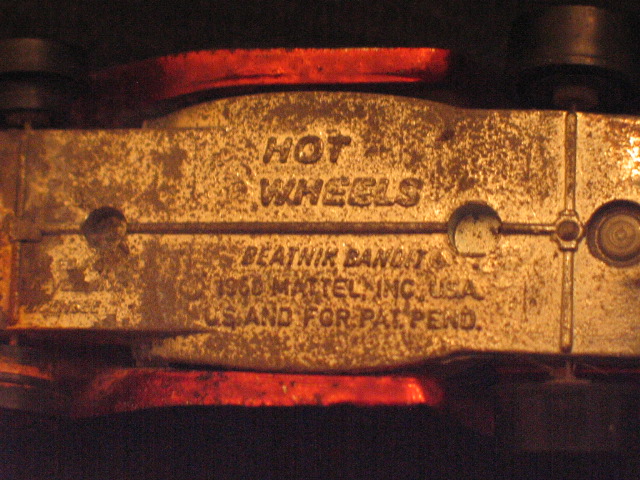 HOT
WHEELS
BEATNIK BANDIT
1968 MATTEL, INC. U.S.A.
U.S. AND FOR. PAT. PEND.